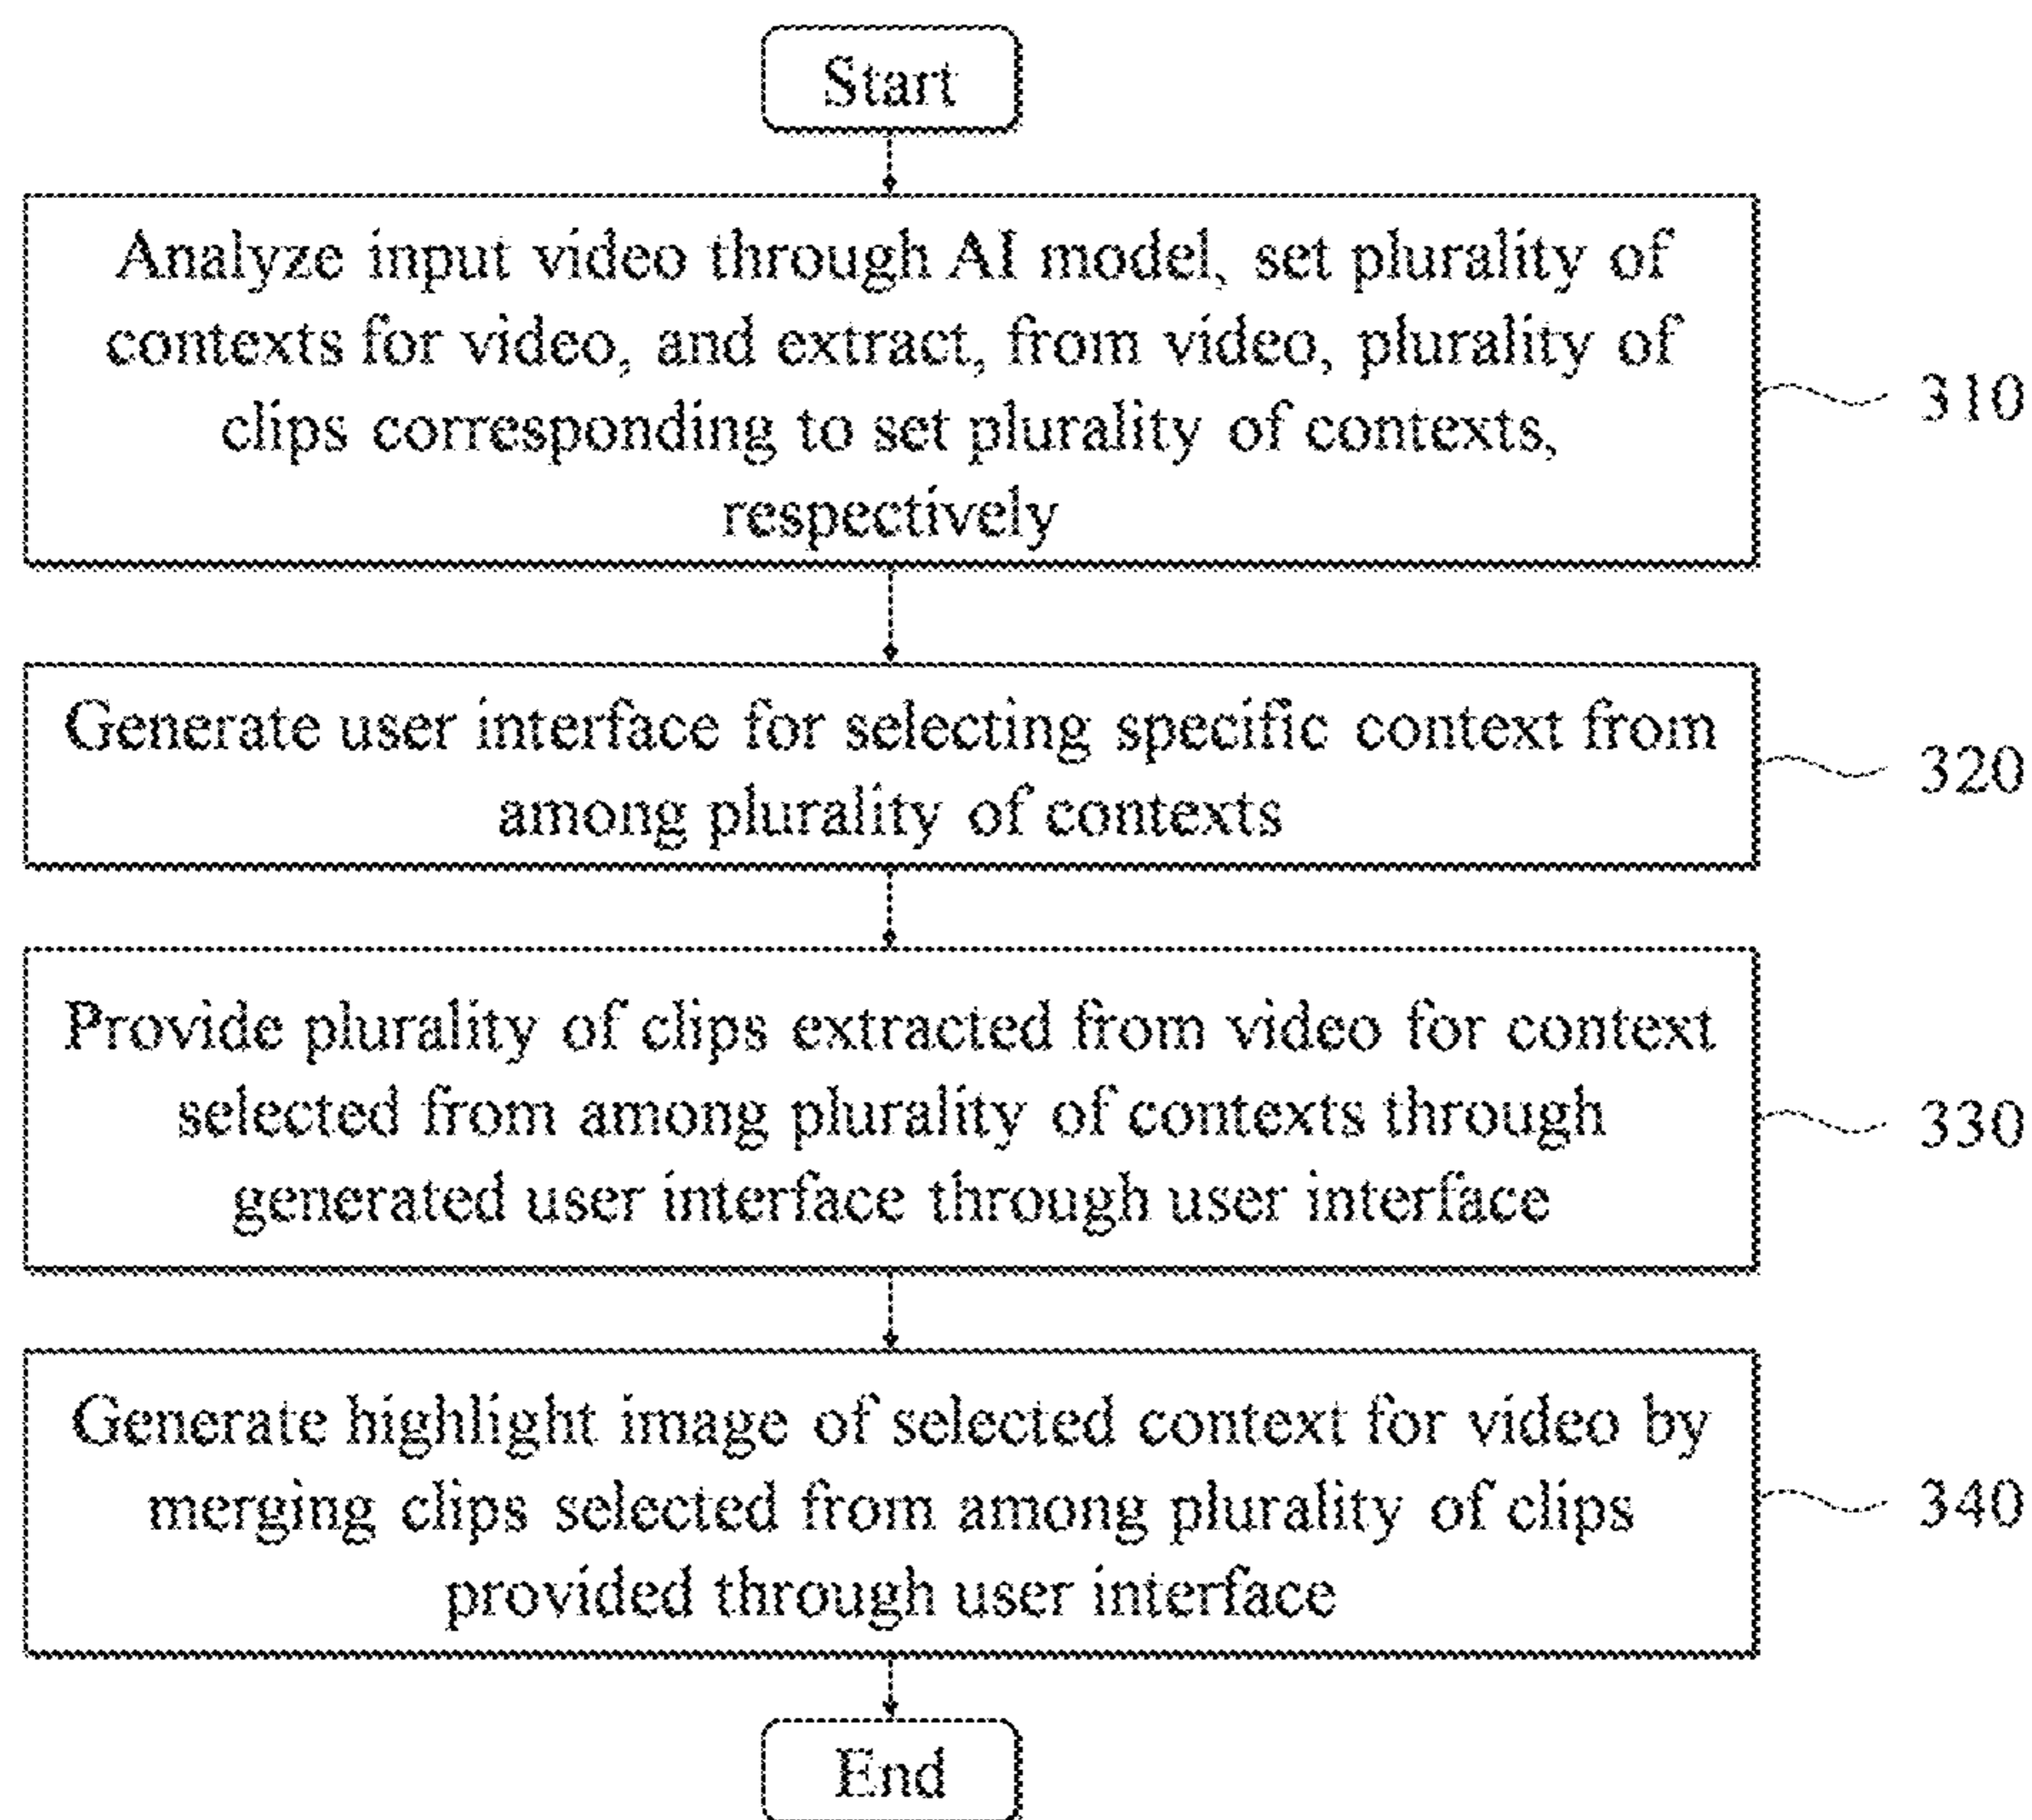 Start
Analyze input video through AI model, set plurality of
contexts for video, and extract, from video, plurality of
clips corresponding to set plurality of contexts,
respectively
310
Generate user interface for selecting specific context from
among plurality of contexts
320
Provide plurality of clips extracted from video for context
selected from among plurality of contexts through
generated user interface through user interface
330
Generate highlight image of selected context for video by
merging clips selected from among plurality of clips
provided through user interface
340
End